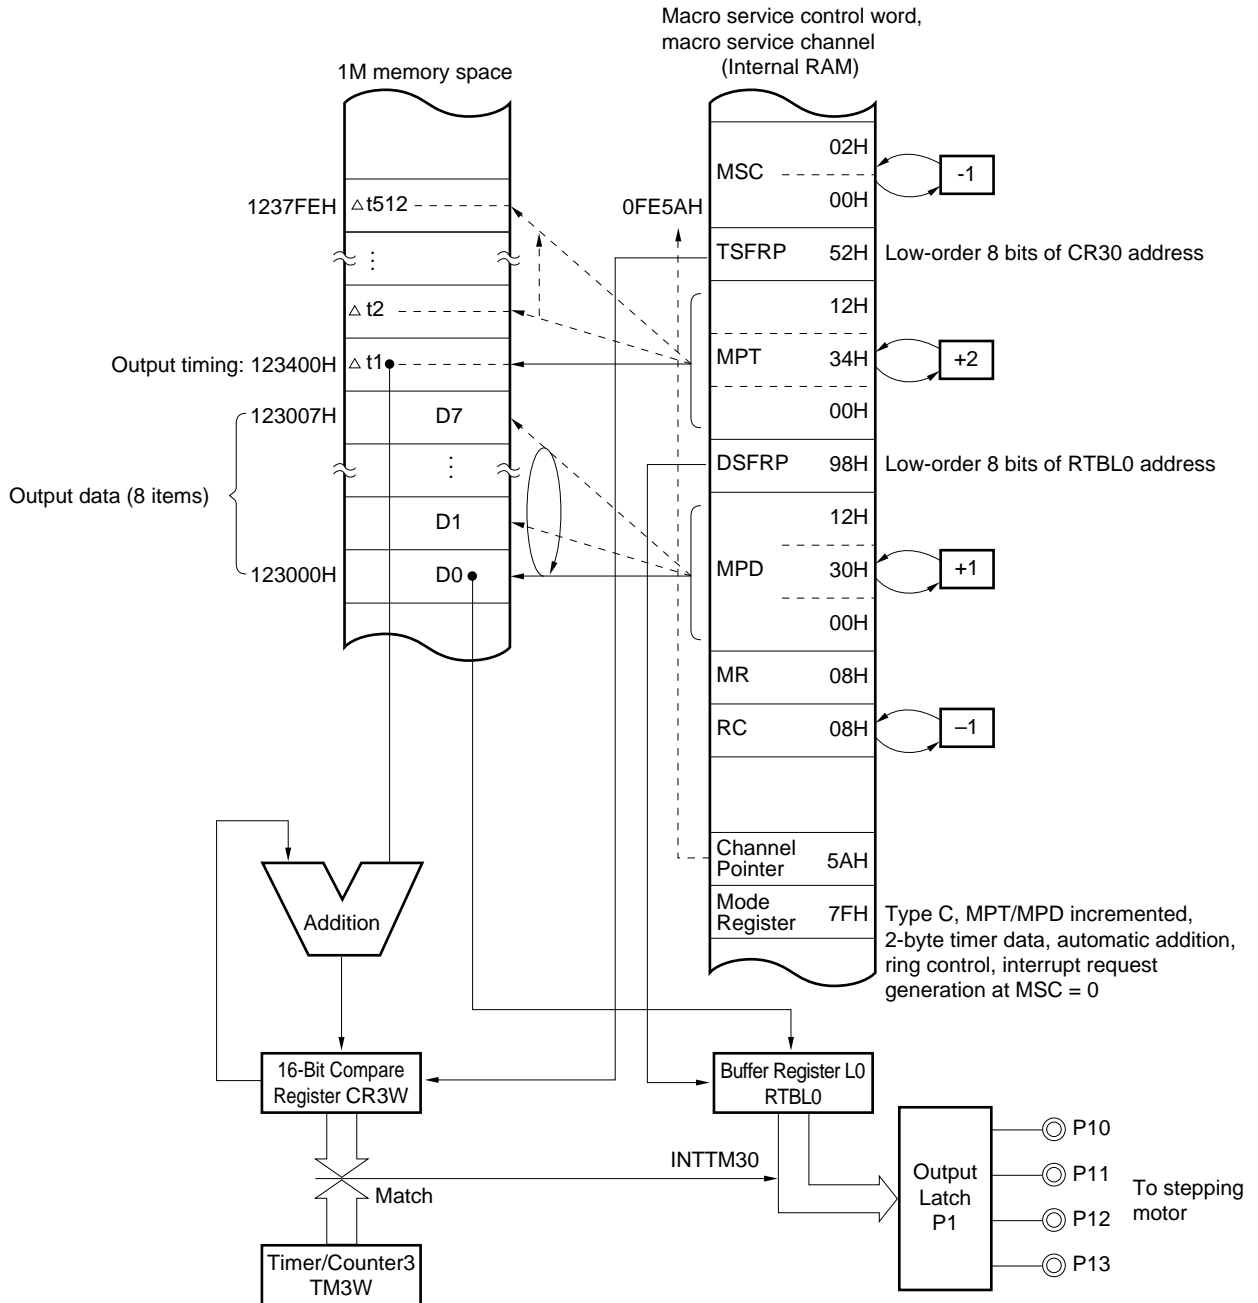 Macro service control word,
macro service channel
(Internal RAM)
1M memory space
02H
MSC
-1
00H
1237FEH
△t512
0FE5AH
TSFRP 52H Low-order 8 bits of CR30 address
⋮
12H
△ t2
Output timing: 123400H △ t1
MPT 34H
+2
00H
123007H D7
DSFRP 98H Low-order 8 bits of RTBL0 address
⋮
Output data (8 items)
12H
D1
123000H D0
MPD 30H
+1
00H
MR 08H
RC 08H
–1
Channel
Pointer 5AH
Mode
Register 7FH
Type C, MPT/MPD incremented,
2-byte timer data, automatic addition,
ring control, interrupt request
generation at MSC = 0
Addition
16-Bit Compare
Register CR3W
Buffer Register L0
RTBL0
INTTM30
Match
Timer/Counter3
TM3W
Output
Latch
P1
P10
P11
P12
P13
To stepping
motor